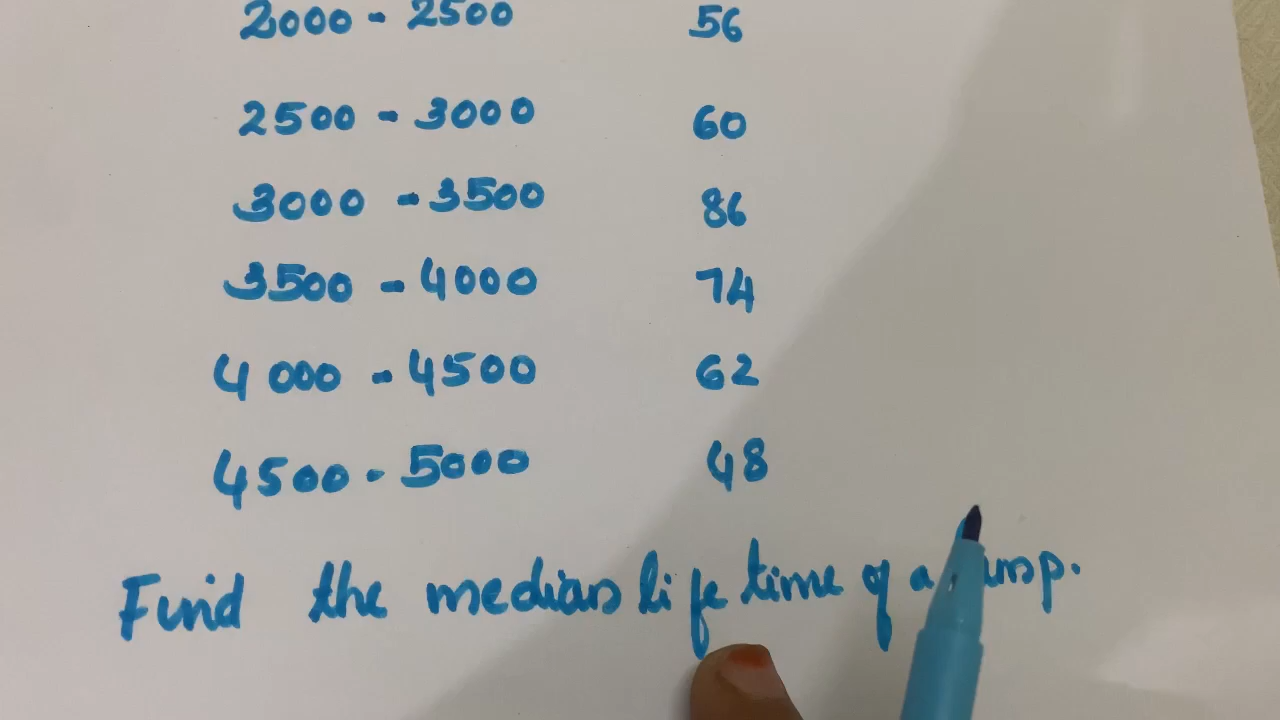 2000 - 2500 56
2500 - 3000 60
3000 - 3500 86
3500 - 4000 74
4000 - 4500 62
4500 - 5000 48
Find the median life time of a